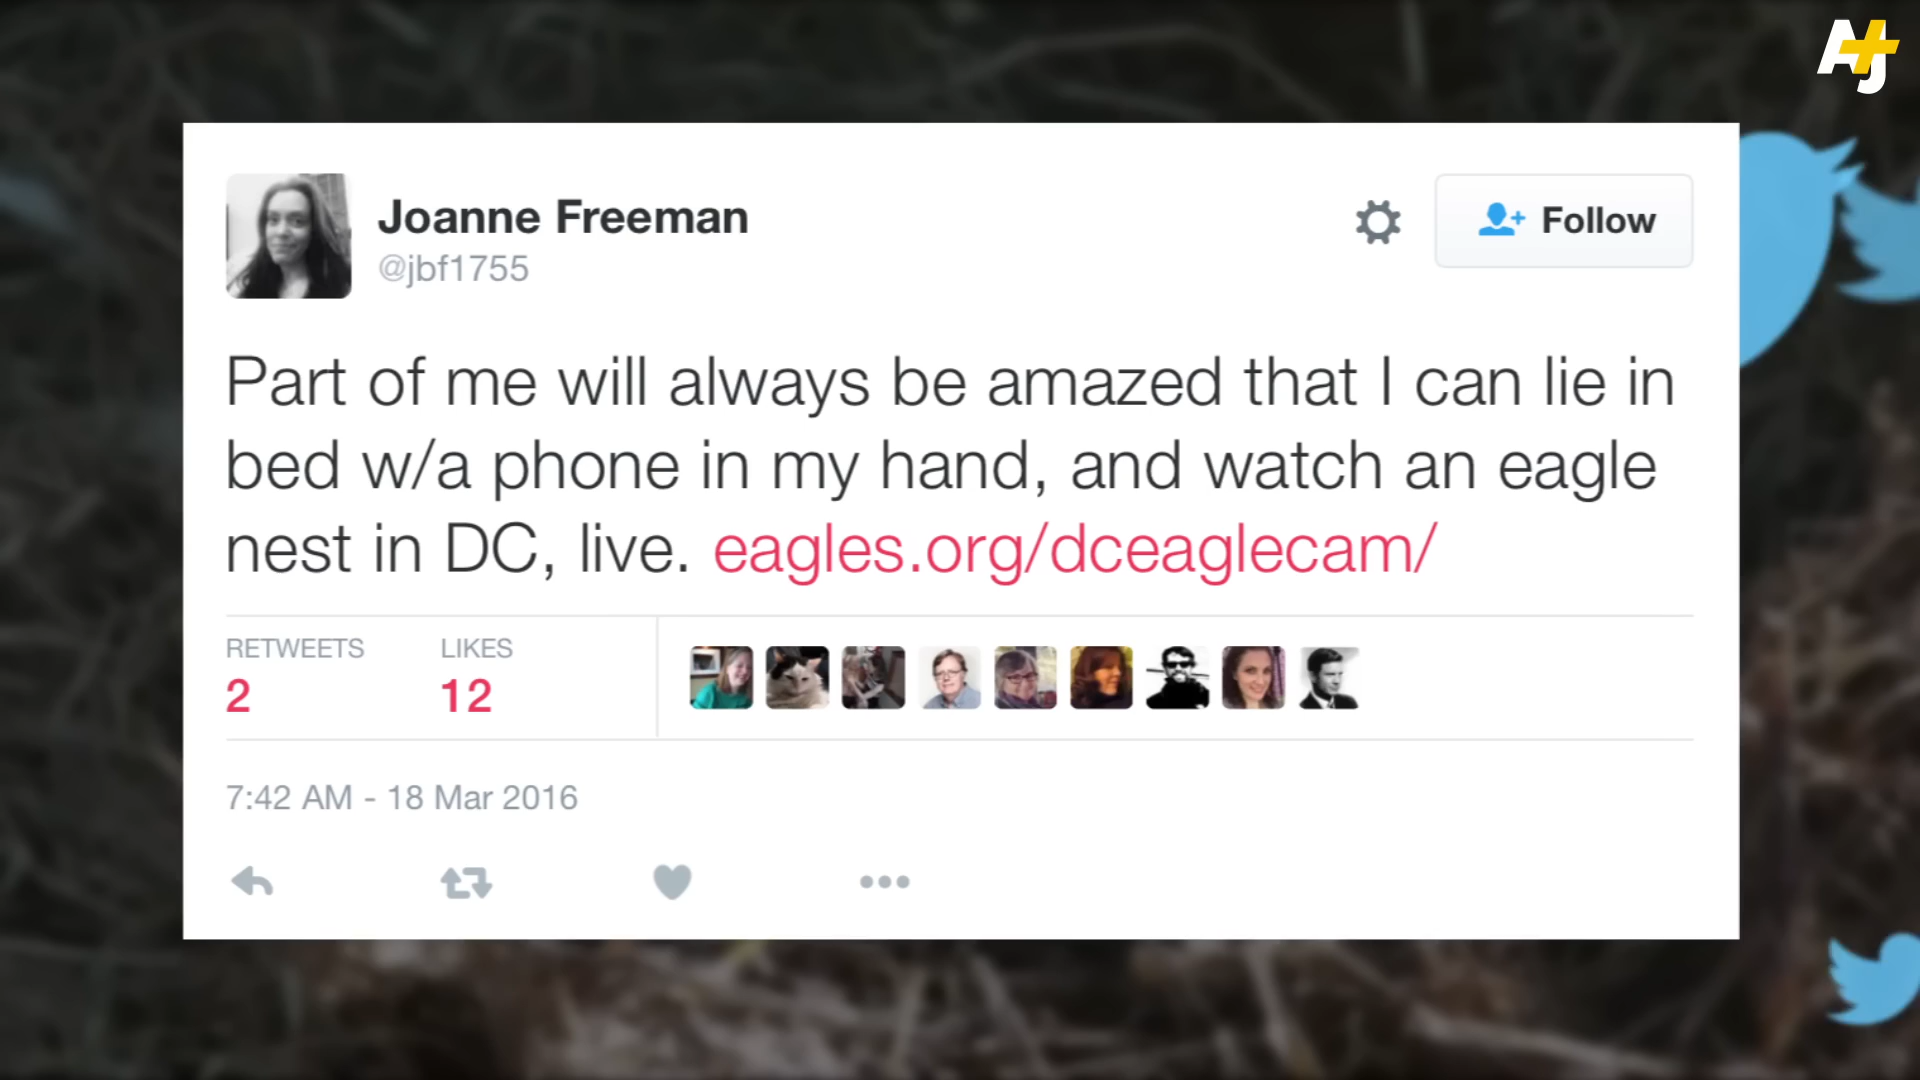 AJ+
Joanne Freeman
@jbf1755
Follow
Part of me will always be amazed that I can lie in
bed w/a phone in my hand, and watch an eagle
nest in DC, live. eagles.org/dceaglecam/
RETWEETS LIKES
2 12
7:42 AM - 18 Mar 2016